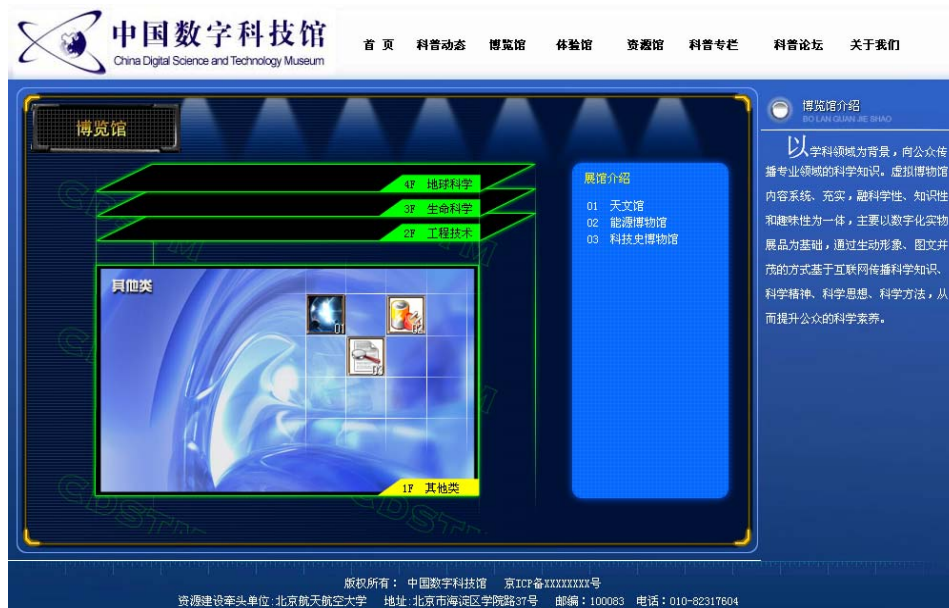 中国数字科技馆
China Digital Science and Technology Museum
首 页 科普动态 博览馆 体验馆 资源馆 科普专栏 科普论坛 关于我们
博览馆
4F 地球科学
3F 生命科学
2F 工程技术
其他类
01
02
03
1F 其他类
展馆介绍
01 天文馆
02 能源博物馆
03 科技史博物馆
博览馆介绍
BO LAN GUAN JIE SHAO
以学科领域为背景，向公众传
播专业领域的科学知识。虚拟博物馆
内容系统、充实，融科学性、知识性
和趣味性为一体，主要以数字化实物
展品为基础，通过生动形象、图文并
茂的方式基于互联网传播科学知识、
科学精神、科学思想、科学方法，从
而提升公众的科学素养。
CDSTM
CDSTM
版权所有： 中国数字科技馆 京ICP备XXXXXXXX号
资源建设牵头单位:北京航天航空大学 地址:北京市海淀区学院路37号 邮编：100083 电话：010-82317604